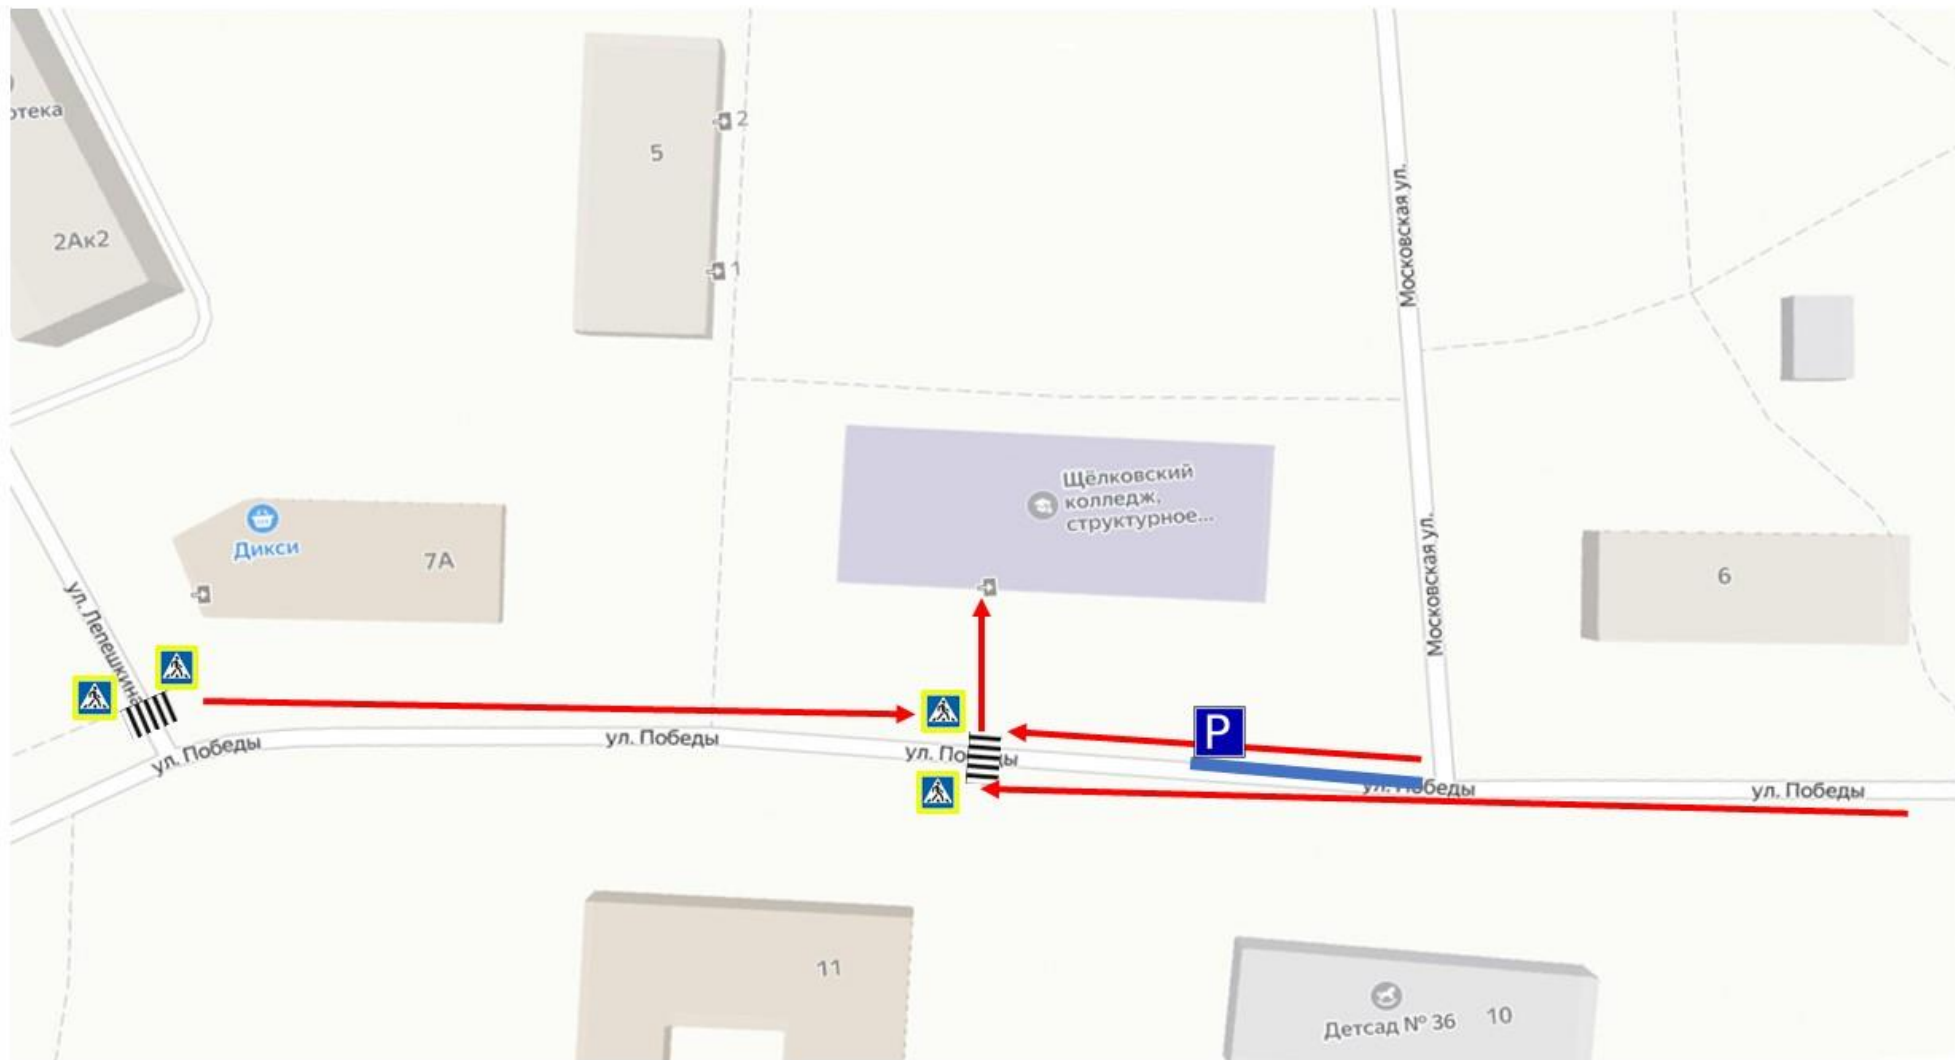 отека
2Ак2
5
2
1
Московская ул.
Щёлковский
колледж,
структурное...
Дикси
7А
6
Московская ул.
ул. Лепешкина
ул. Победы
ул. Победы
ул. По
P
ул. Победы
ул. Победы
11
Детсад № 36
10